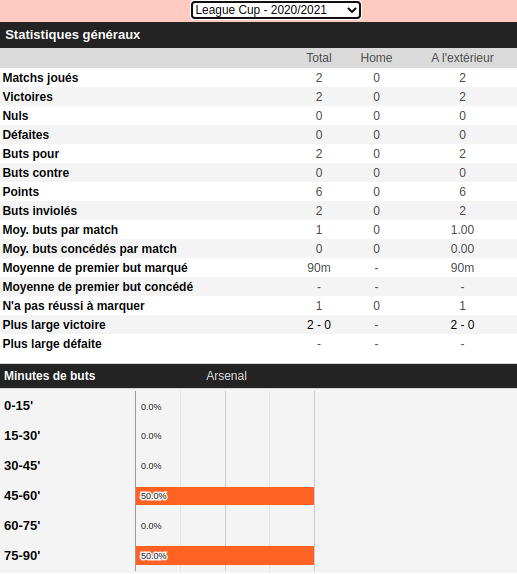 League Cup - 2020/2021
Statistiques généraux
Total Home A l'extérieur
Matchs joués 2 0 2
Victoires 2 0 2
Nuls 0 0 0
Défaites 0 0 0
Buts pour 2 0 2
Buts contre 0 0 0
Points 6 0 6
Buts inviolés 2 0 2
Moy. buts par match 1 0 1.00
Moy. buts concédés par match 0 0 0.00
Moyenne de premier but marqué 90m - 90m
Moyenne de premier but concédé - - -
N'a pas réussi à marquer 1 0 1
Plus large victoire 2 - 0 - 2 - 0
Plus large défaite - - -
Minutes de buts Arsenal
0-15' 0.0%
15-30' 0.0%
30-45' 0.0%
45-60' 50.0%
60-75' 0.0%
75-90' 50.0%